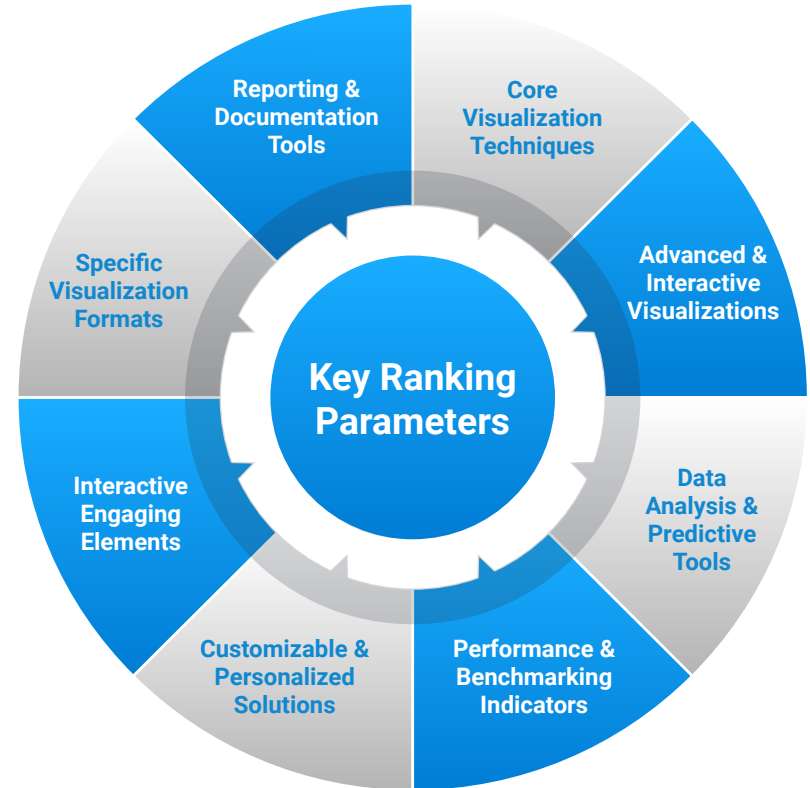 Key Ranking
Parameters
Core
Visualization
Techniques
Advanced &
Interactive
Visualizations
Data
Analysis &
Predictive
Tools
Performance &
Benchmarking
Indicators
Customizable &
Personalized
Solutions
Interactive
Engaging
Elements
Specific
Visualization
Formats
Reporting &
Documentation
Tools